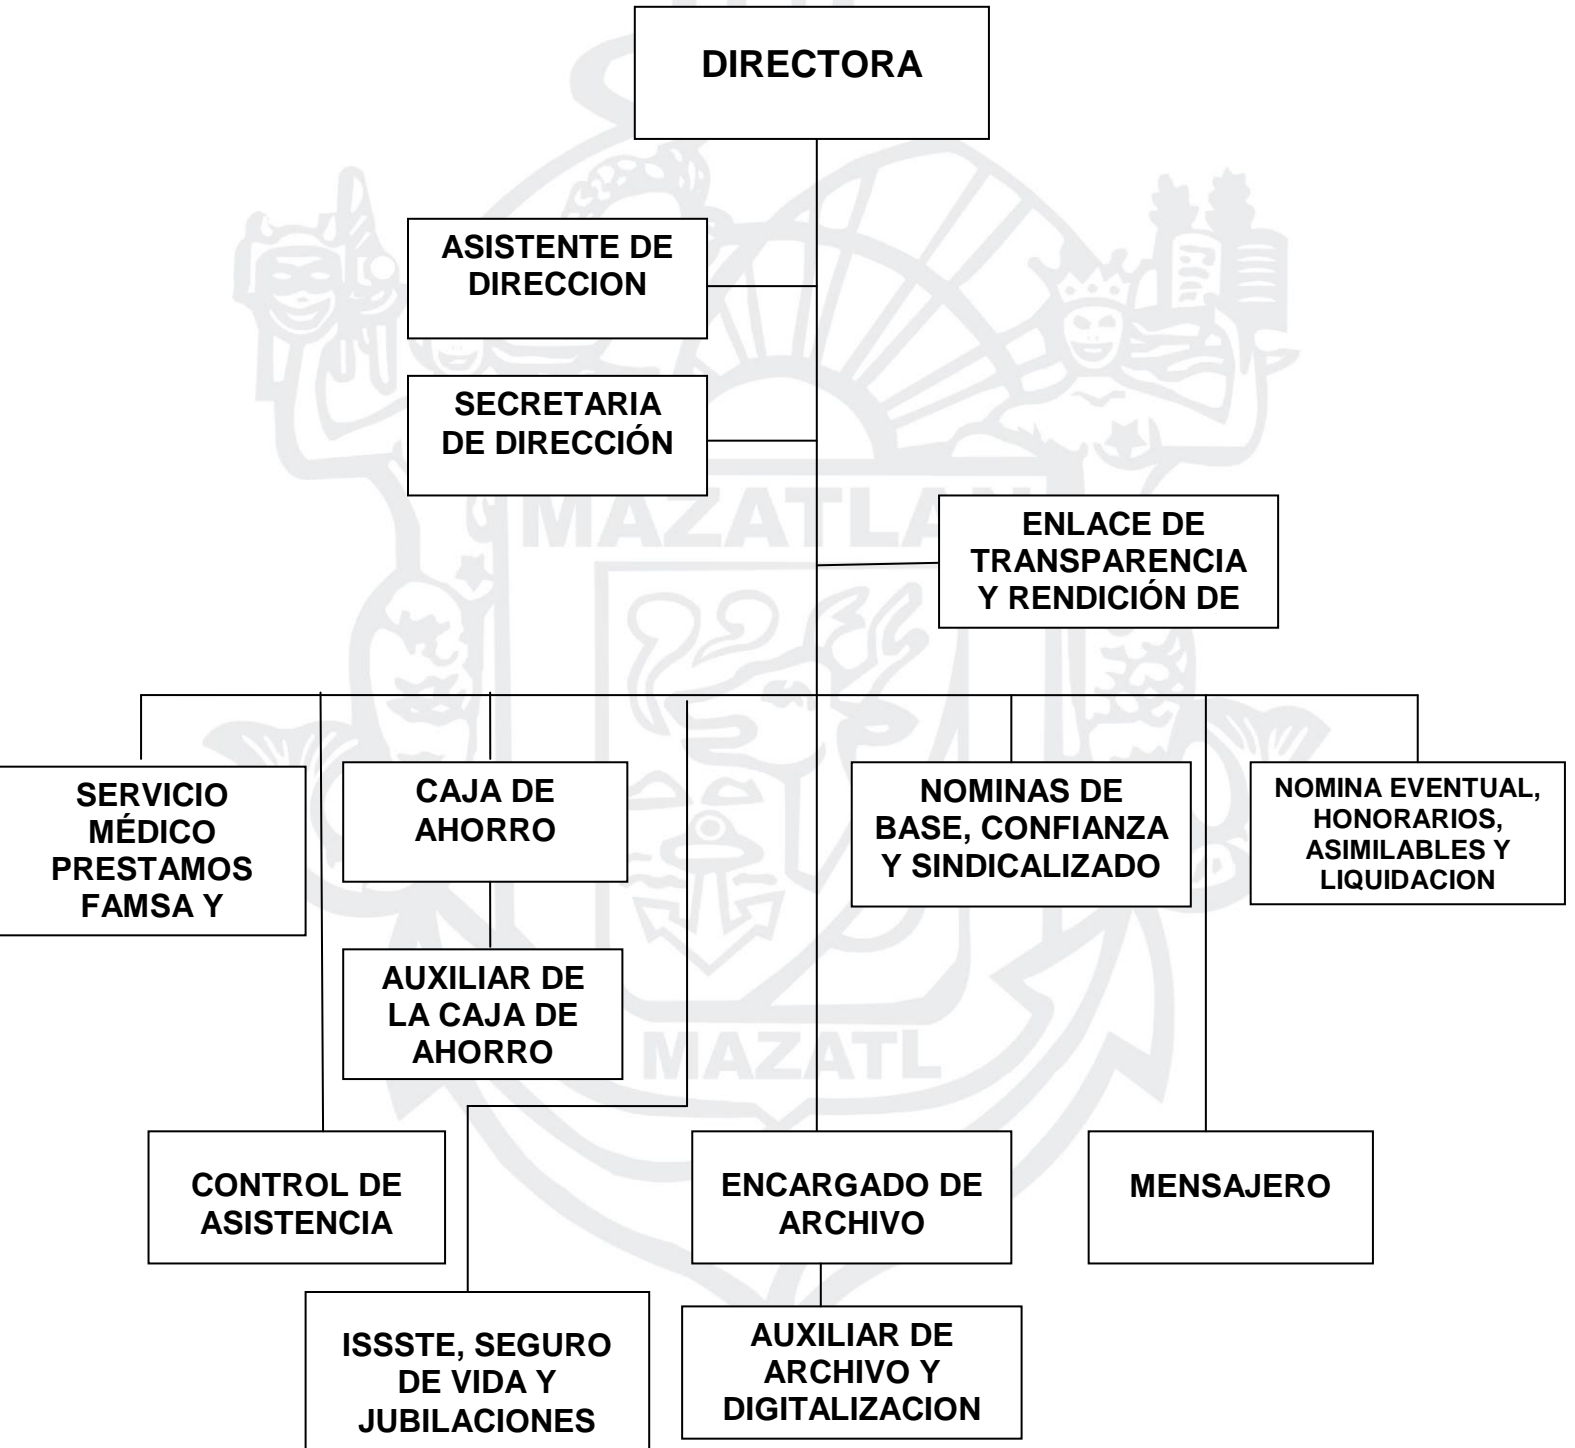 DIRECTORA
ASISTENTE DE
DIRECCION
SECRETARIA
DE DIRECCIÓN
MAZATLAN
ENLACE DE
TRANSPARENCIA
Y RENDICIÓN DE
SERVICIO
MÉDICO
PRESTAMOS
FAMSA Y
CAJA DE
AHORRO
NOMINAS DE
BASE, CONFIANZA
Y SINDICALIZADO
NOMINA EVENTUAL,
HONORARIOS,
ASIMILABLES Y
LIQUIDACION
AUXILIAR DE
LA CAJA DE
AHORRO
MAZATL
CONTROL DE
ASISTENCIA
ENCARGADO DE
ARCHIVO
MENSAJERO
ISSSTE, SEGURO
DE VIDA Y
JUBILACIONES
AUXILIAR DE
ARCHIVO Y
DIGITALIZACION